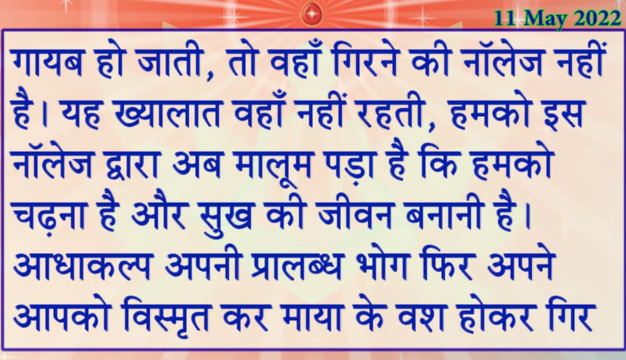 11 May 2022
गायब हो जाती, तो वहाँ गिरने की नॉलेज नहीं
है। यह ख्यालात वहाँ नहीं रहती, हमको इस
नॉलेज द्वारा अब मालूम पड़ा है कि हमको
चढ़ना है और सुख की जीवन बनानी है।
आधाकल्प अपनी प्रालब्ध भोग फिर अपने
आपको विस्मृत कर माया के वश होकर गिर